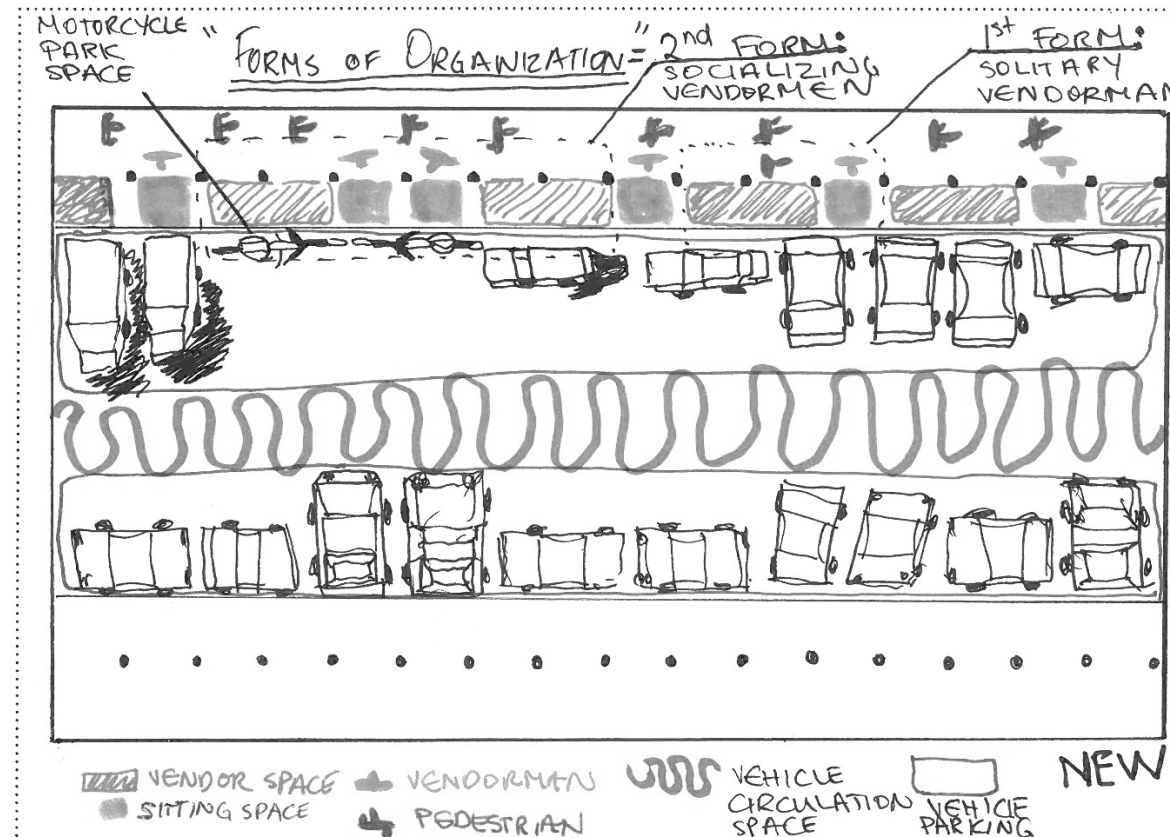 MOTORCYCLE
PARK
SPACE
"FORMS OF ORGANIZATION="
2nd FORM:
SOCIALIZING
VENDORMEN
1st FORM:
SOLITARY
VENDORMAN
VENDOR SPACE
SITTING SPACE
VENDORMAN
PEDESTRIAN
VEHICLE
CIRCULATION
SPACE
VEHICLE
PARKING
NEW